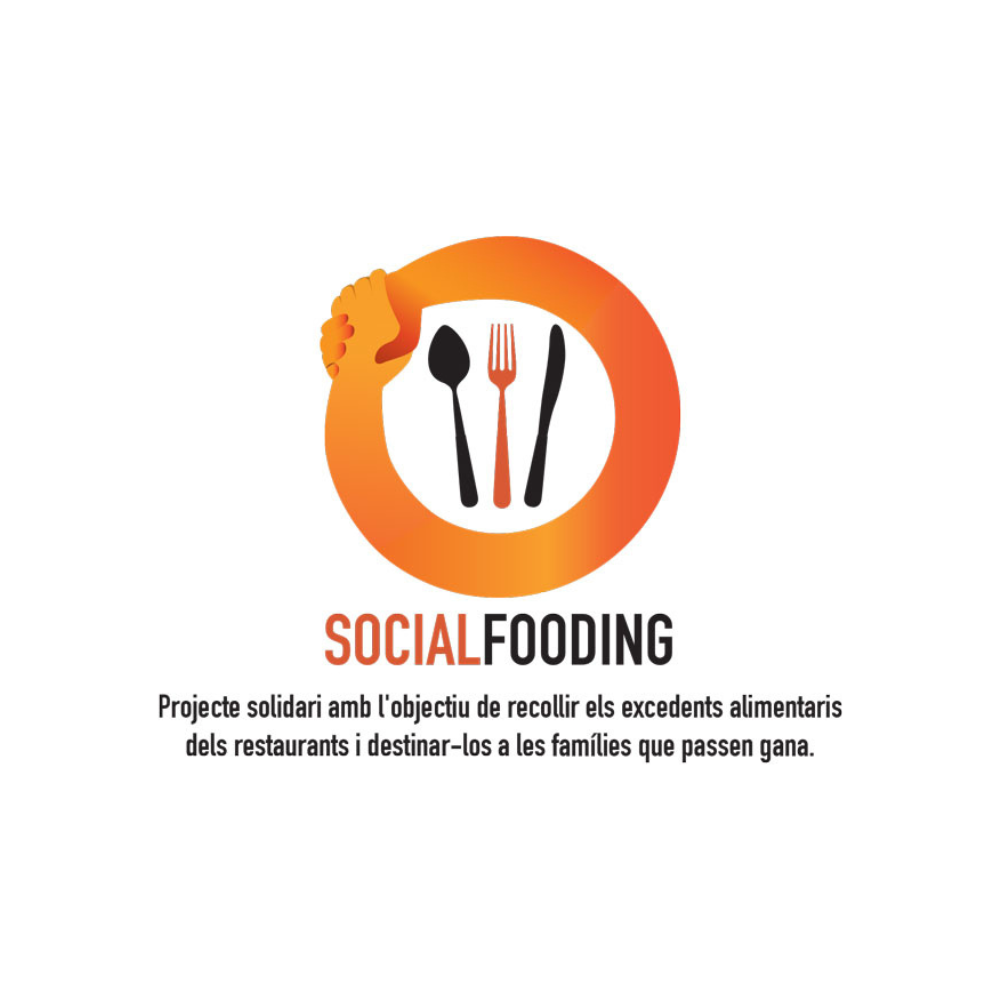 SOCIALFOODING
Projecte solidari amb l'objectiu de recollir els excedents alimentaris
dels restaurants i destinar-los a les famílies que passen gana.